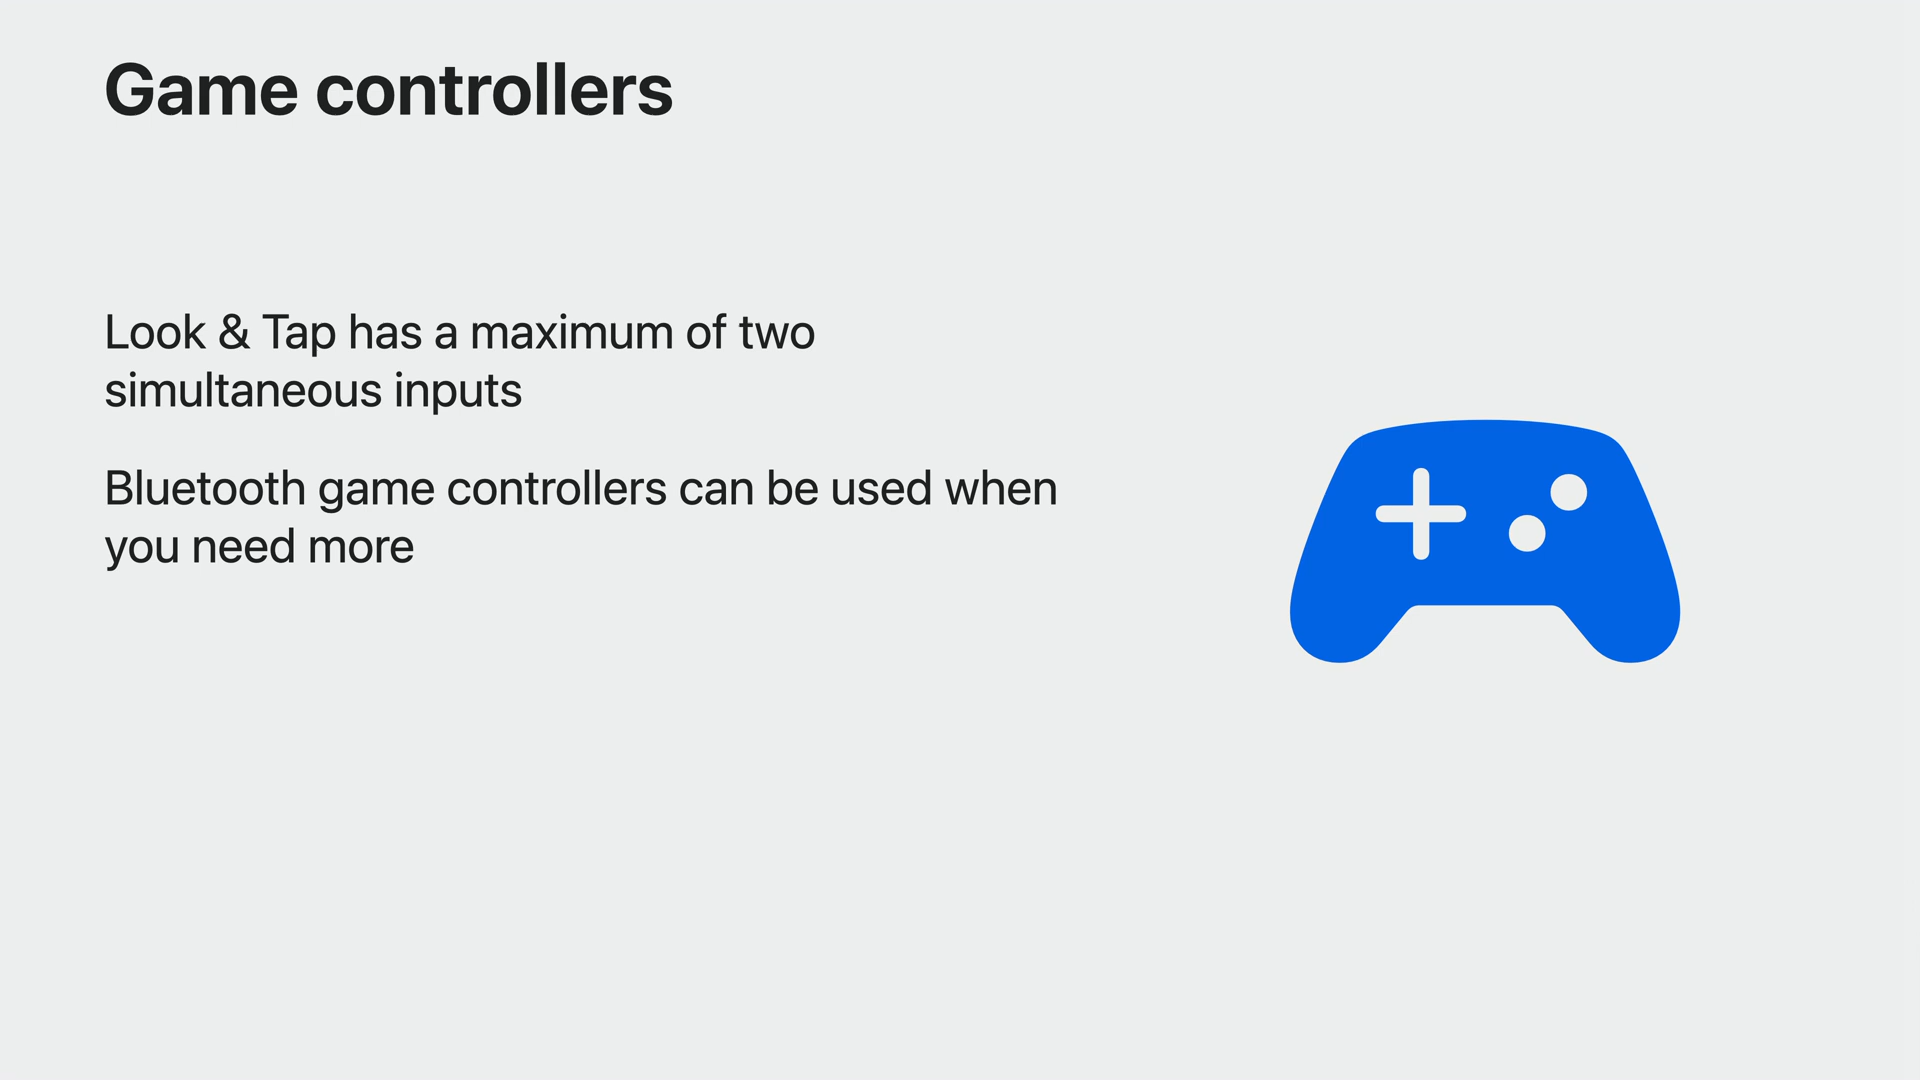 Game controllers
Look & Tap has a maximum of two
simultaneous inputs
Bluetooth game controllers can be used when
you need more